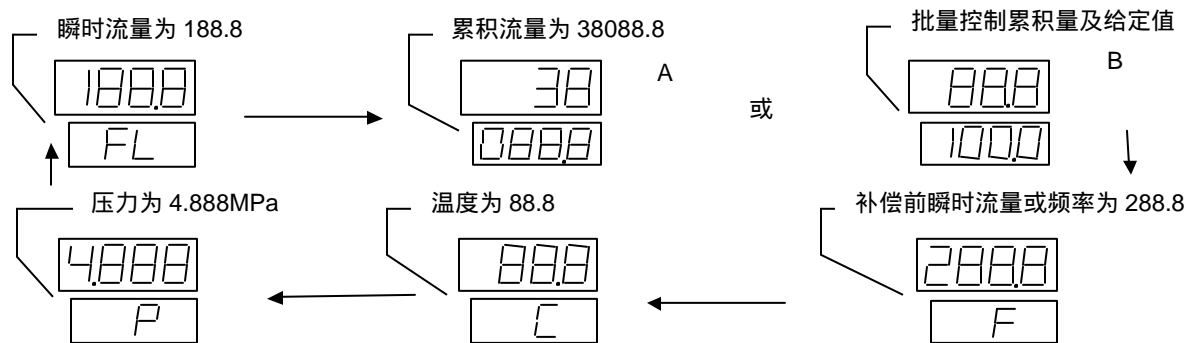 瞬时流量为 188.8
188.8
FL
累积流量为 38088.8
38
088.8
A
或
批量控制累积量及给定值
88.8
100.0
B
压力为 4.888MPa
4.888
P
温度为 88.8
88.8
C
补偿前瞬时流量或频率为 288.8
288.8
F